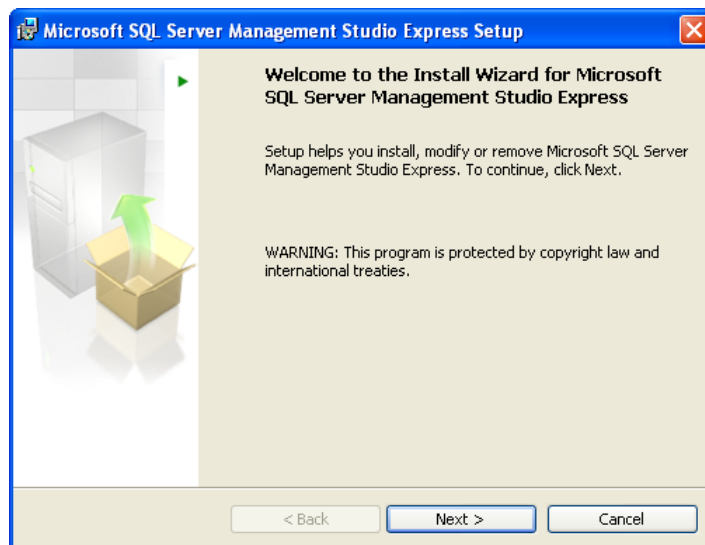 Microsoft SQL Server Management Studio Express Setup
Welcome to the Install Wizard for Microsoft
SQL Server Management Studio Express
Setup helps you install, modify or remove Microsoft SQL Server
Management Studio Express. To continue, click Next.
WARNING: This program is protected by copyright law and
international treaties.
< Back
Next >
Cancel